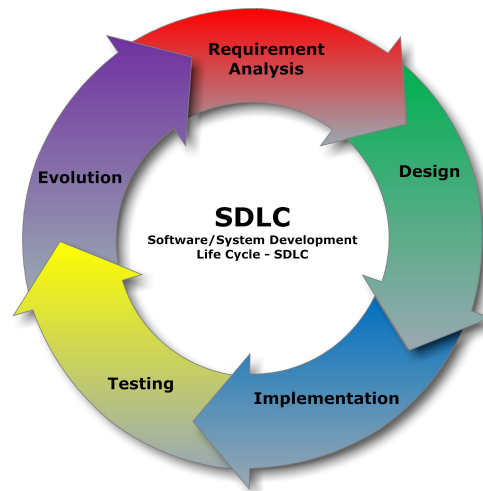 Requirement
Analysis
Design
Evolution
SDLC
Software/System Development
Life Cycle - SDLC
Testing
Implementation